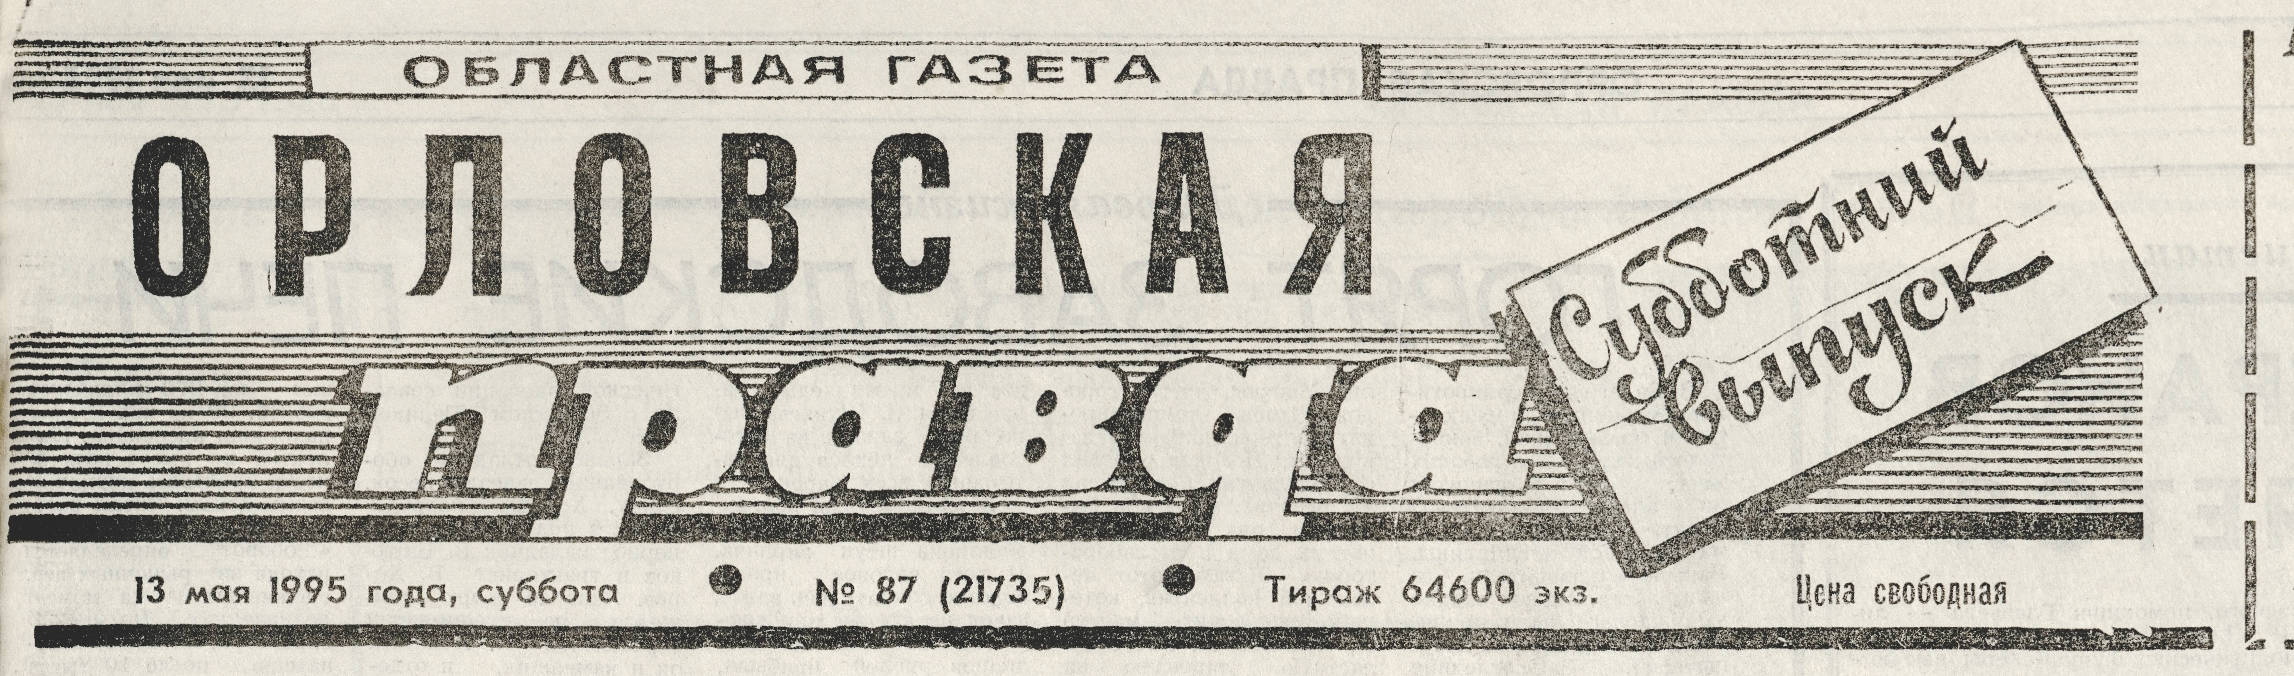 ОБЛАСТНАЯ ГАЗЕТА
ОРЛОВСКАЯ
правда
Субботний
выпуск
13 мая 1995 года, суббота ● № 87 (21735) ● Тираж 64600 экз. Цена свободная